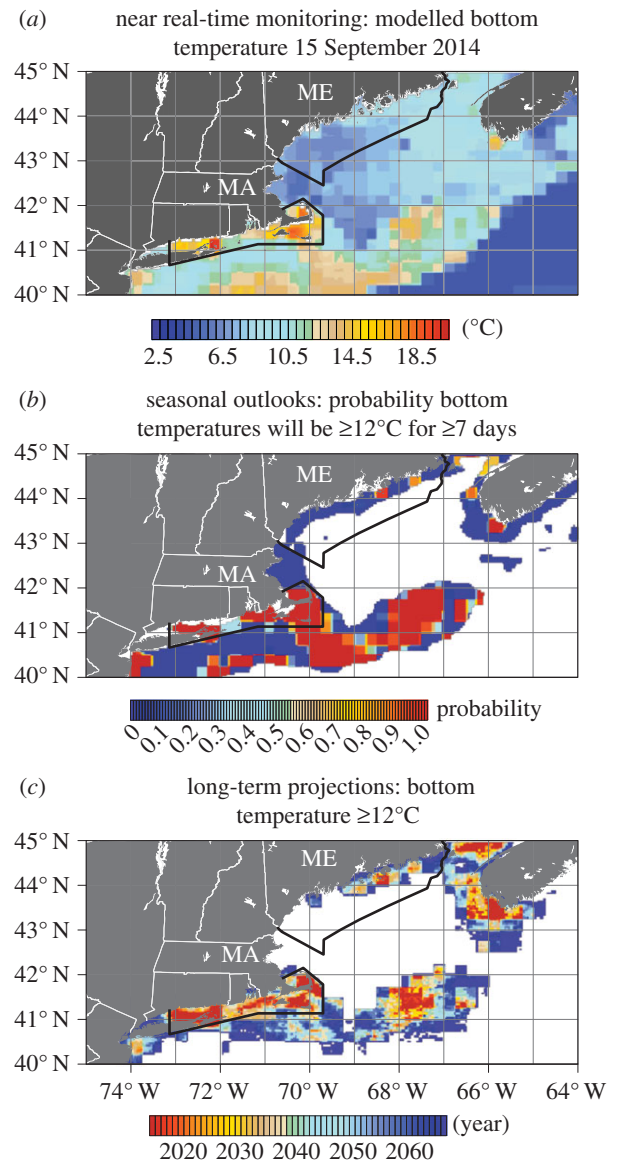 (a) near real-time monitoring: modelled bottom
temperature 15 September 2014
45° N
44° N
43° N
42° N
41° N
40° N
ME
MA
2.5 6.5 10.5 14.5 18.5 (°C)
(b) seasonal outlooks: probability bottom
temperatures will be ≥12°C for ≥7 days
45° N
44° N
43° N
42° N
41° N
40° N
ME
MA
0 0.1 0.2 0.3 0.4 0.5 0.6 0.7 0.8 0.9 1.0 probability
(c) long-term projections: bottom
temperature ≥12°C
45° N
44° N
43° N
42° N
41° N
40° N
ME
MA
74° W 72° W 70° W 68° W 66° W 64° W
2020 2030 2040 2050 2060 (year)